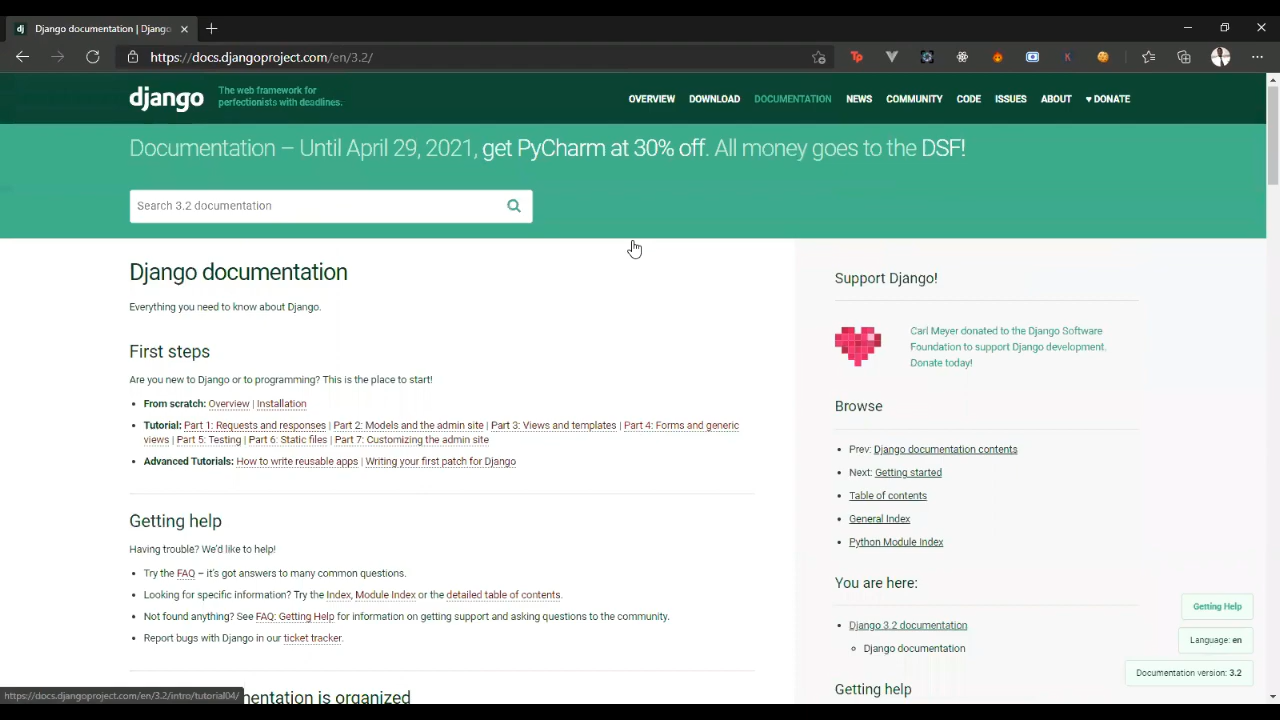 Django documentation | Django
https://docs.djangoproject.com/en/3.2/
django
The web framework for
perfectionists with deadlines.
OVERVIEW DOWNLOAD DOCUMENTATION NEWS COMMUNITY CODE ISSUES ABOUT ♥ DONATE
Documentation – Until April 29, 2021, get PyCharm at 30% off. All money goes to the DSF!
Search 3.2 documentation
Django documentation
Everything you need to know about Django.
First steps
Are you new to Django or to programming? This is the place to start!
• From scratch: Overview | Installation
• Tutorial: Part 1: Requests and responses | Part 2: Models and the admin site | Part 3: Views and templates | Part 4: Forms and generic
views | Part 5: Testing | Part 6: Static files | Part 7: Customizing the admin site
• Advanced Tutorials: How to write reusable apps | Writing your first patch for Django
Getting help
Having trouble? We'd like to help!
• Try the FAQ – it's got answers to many common questions.
• Looking for specific information? Try the Index, Module Index or the detailed table of contents.
• Not found anything? See FAQ: Getting Help for information on getting support and asking questions to the community.
• Report bugs with Django in our ticket tracker.
umentation is organized
https://docs.djangoproject.com/en/3.2/intro/tutorial04/
Support Django!
Carl Meyer donated to the Django Software
Foundation to support Django development.
Donate today!
Browse
• Prev: Django documentation contents
• Next: Getting started
• Table of contents
• General Index
• Python Module Index
You are here:
• Django 3.2 documentation
Django documentation
Getting help
Getting Help
Language: en
Documentation version: 3.2